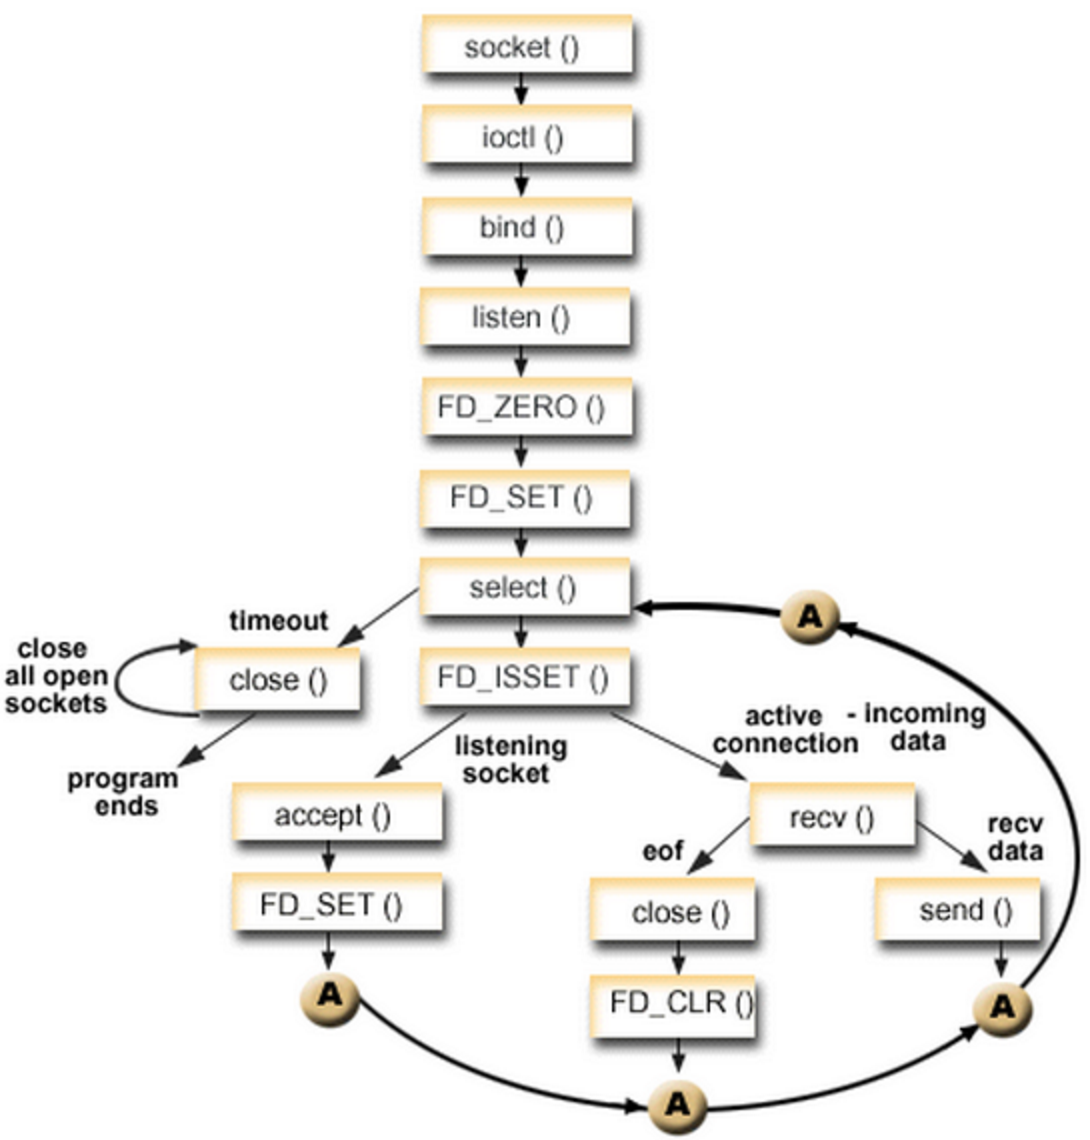 socket ()
ioctl ()
bind ()
listen ()
FD_ZERO ()
FD_SET ()
select ()
A
timeout
close
all open
sockets
close ()
FD_ISSET ()
program
ends
listening
socket
active - incoming
connection data
accept ()
recv ()
eof
recv
data
FD_SET ()
close ()
send ()
A
FD_CLR ()
A
A